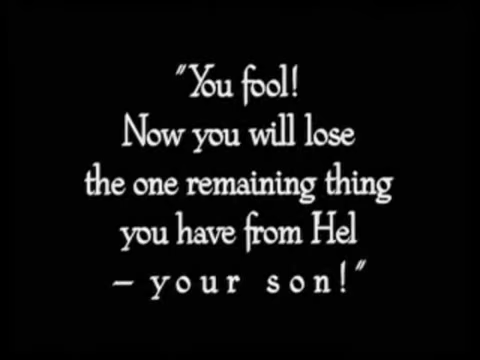 "You fool!
Now you will lose
the one remaining thing
you have from Hel
– your son!"